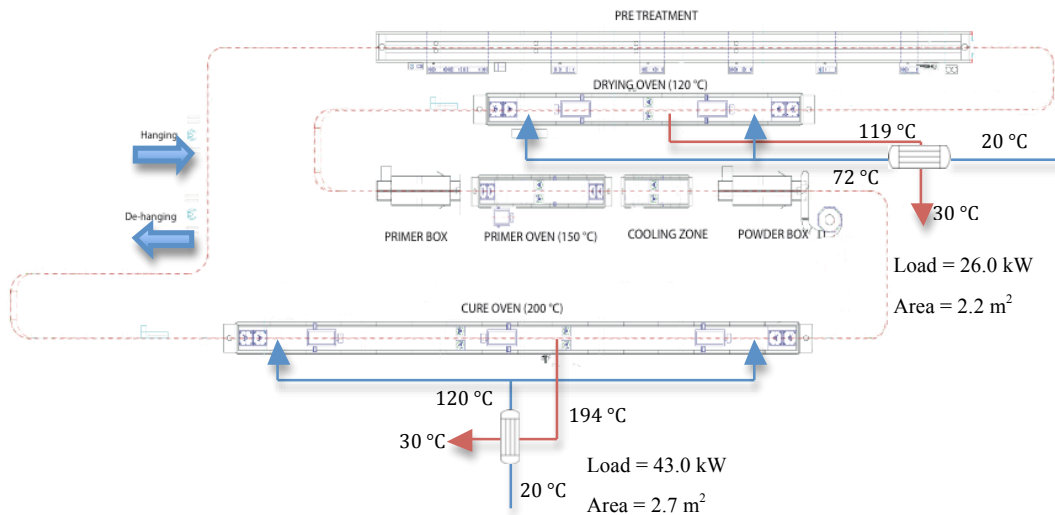 PRE TREATMENT
DRYING OVEN (120 °C)
Hanging
119 °C
20 °C
72 °C
30 °C
De-hanging
PRIMER BOX
PRIMER OVEN (150 °C)
COOLING ZONE
POWDER BOX
Load = 26.0 kW
Area = 2.2 m²
CURE OVEN (200 °C)
120 °C
194 °C
30 °C
Load = 43.0 kW
20 °C
Area = 2.7 m²